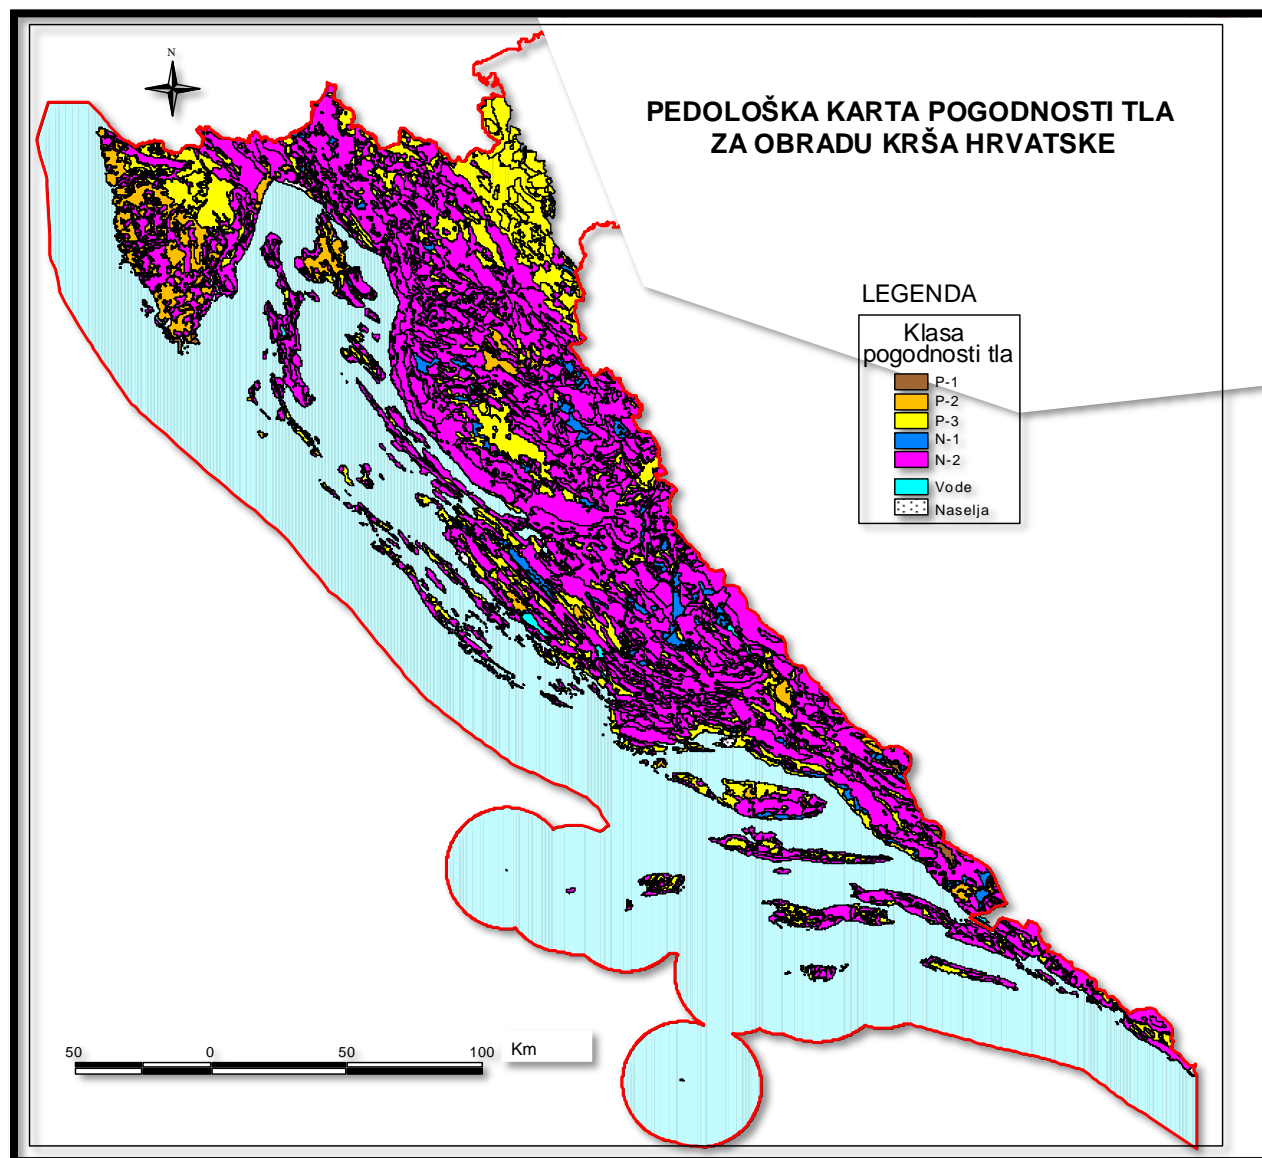 N
PEDOLOŠKA KARTA POGODNOSTI TLA
ZA OBRADU KRŠA HRVATSKE
LEGENDA
Klasa
pogodnosti tla
P-1
P-2
P-3
N-1
N-2
Vode
Naselja
50 0 50 100 Km